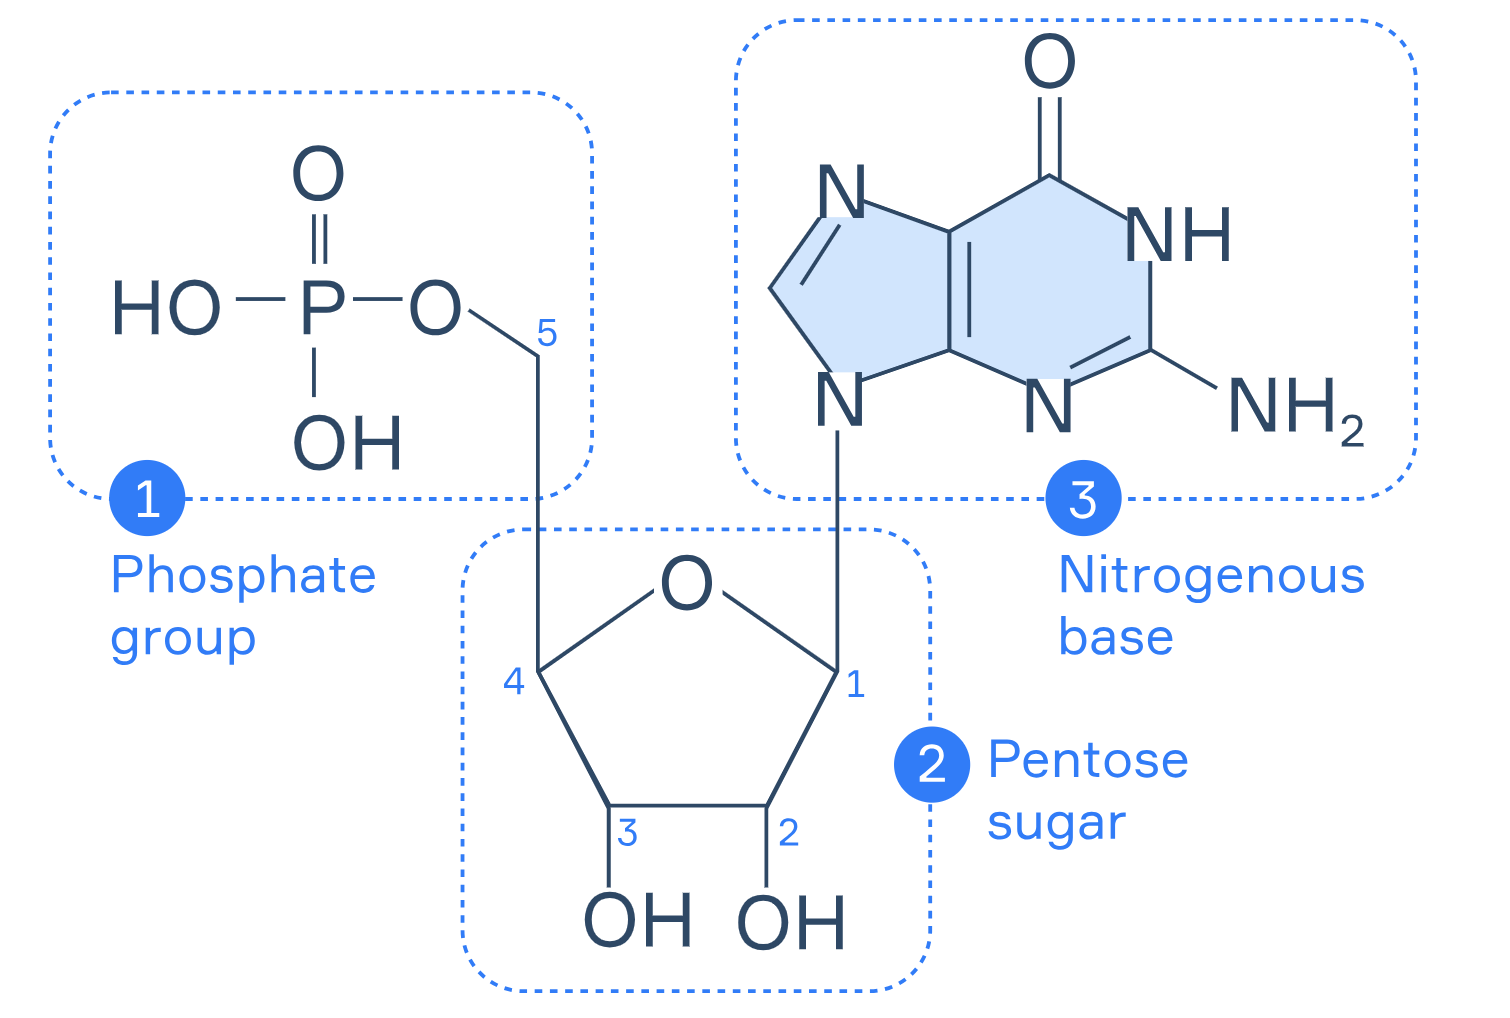 O
HO P O
5
OH
1
Phosphate
group
O
N
NH
N
N
NH2
3
Nitrogenous
base
O
4
1
3
2
OH OH
2
Pentose
sugar